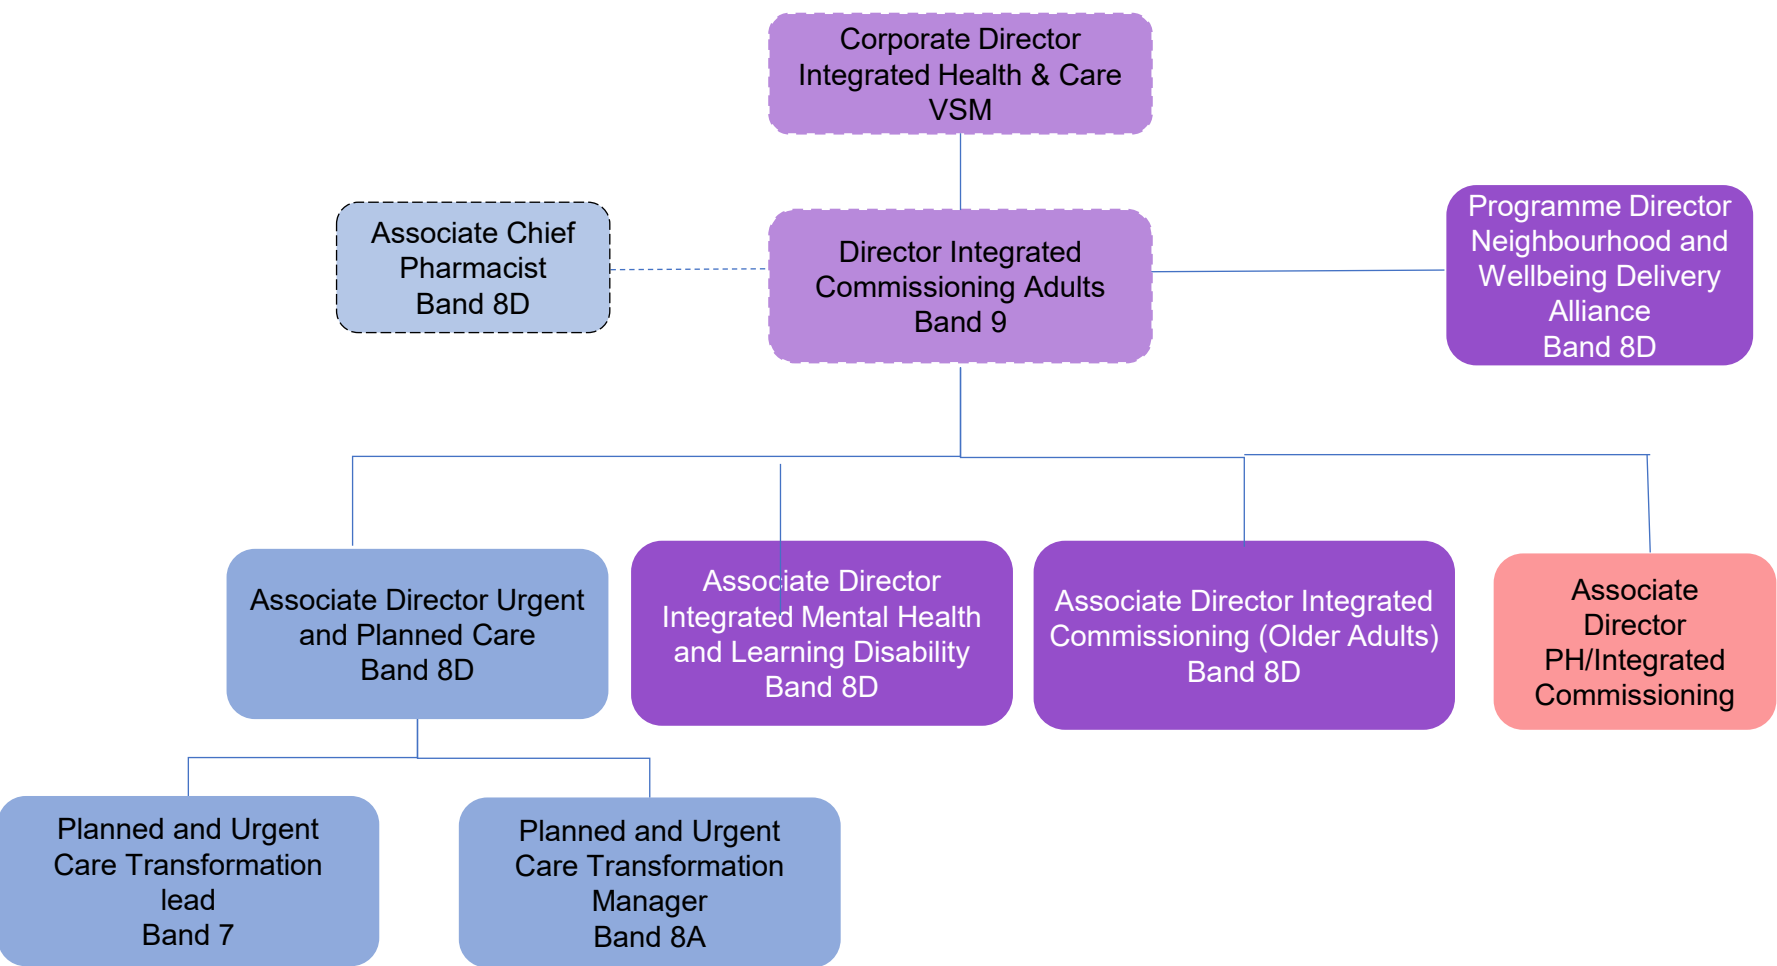 Corporate Director
Integrated Health & Care
VSM
Associate Chief
Pharmacist
Band 8D
Director Integrated
Commissioning Adults
Band 9
Programme Director
Neighbourhood and
Wellbeing Delivery
Alliance
Band 8D
Associate Director Urgent
and Planned Care
Band 8D
Associate Director
Integrated Mental Health
and Learning Disability
Band 8D
Associate Director Integrated
Commissioning (Older Adults)
Band 8D
Associate
Director
PH/Integrated
Commissioning
Planned and Urgent
Care Transformation
lead
Band 7
Planned and Urgent
Care Transformation
Manager
Band 8A